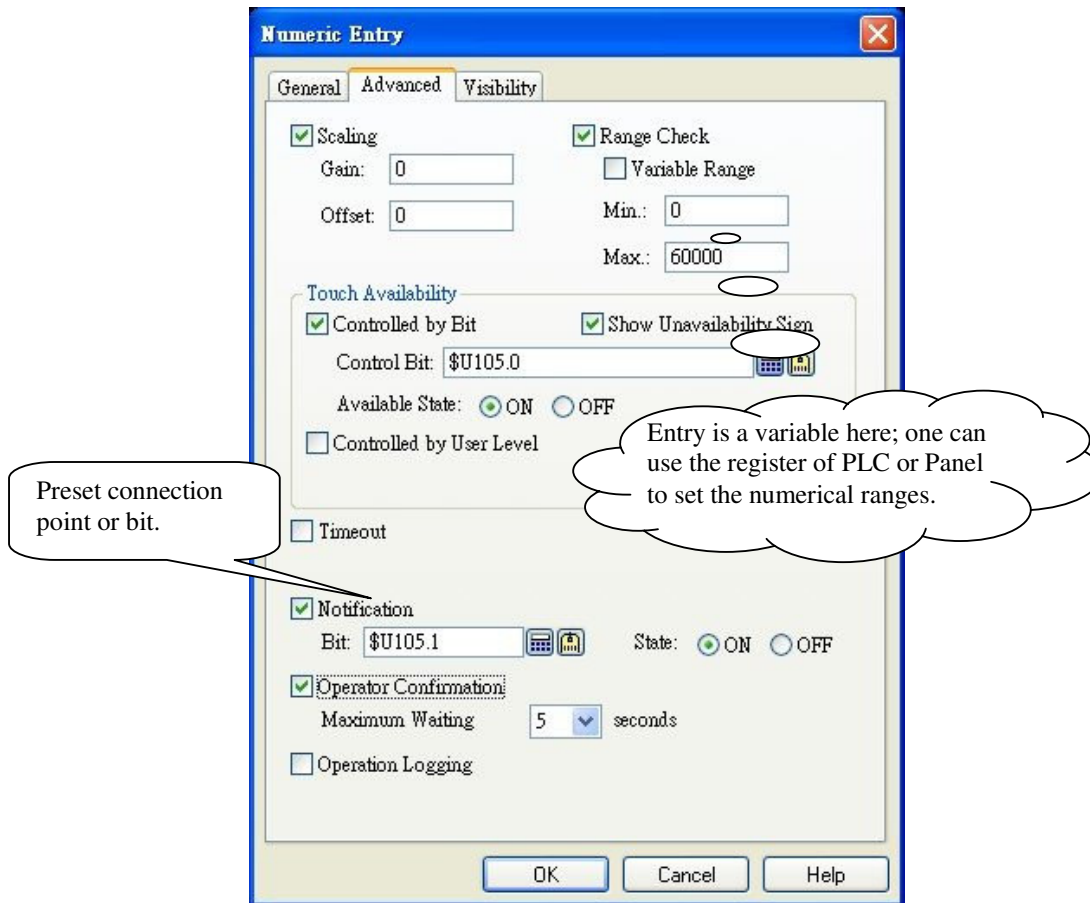 Numeric Entry
General Advanced Visibility
Scaling Range Check
Gain: 0 Variable Range
Offset: 0 Min.: 0
Max.: 60000
Touch Availability
Controlled by Bit Show Unavailability Sign
Control Bit: $U105.0
Available State: ON OFF
Controlled by User Level
Entry is a variable here; one can
use the register of PLC or Panel
to set the numerical ranges.
Preset connection
point or bit.
Timeout
Notification
Bit: $U105.1 State: ON OFF
Operator Confirmation
Maximum Waiting 5 seconds
Operation Logging
OK Cancel Help